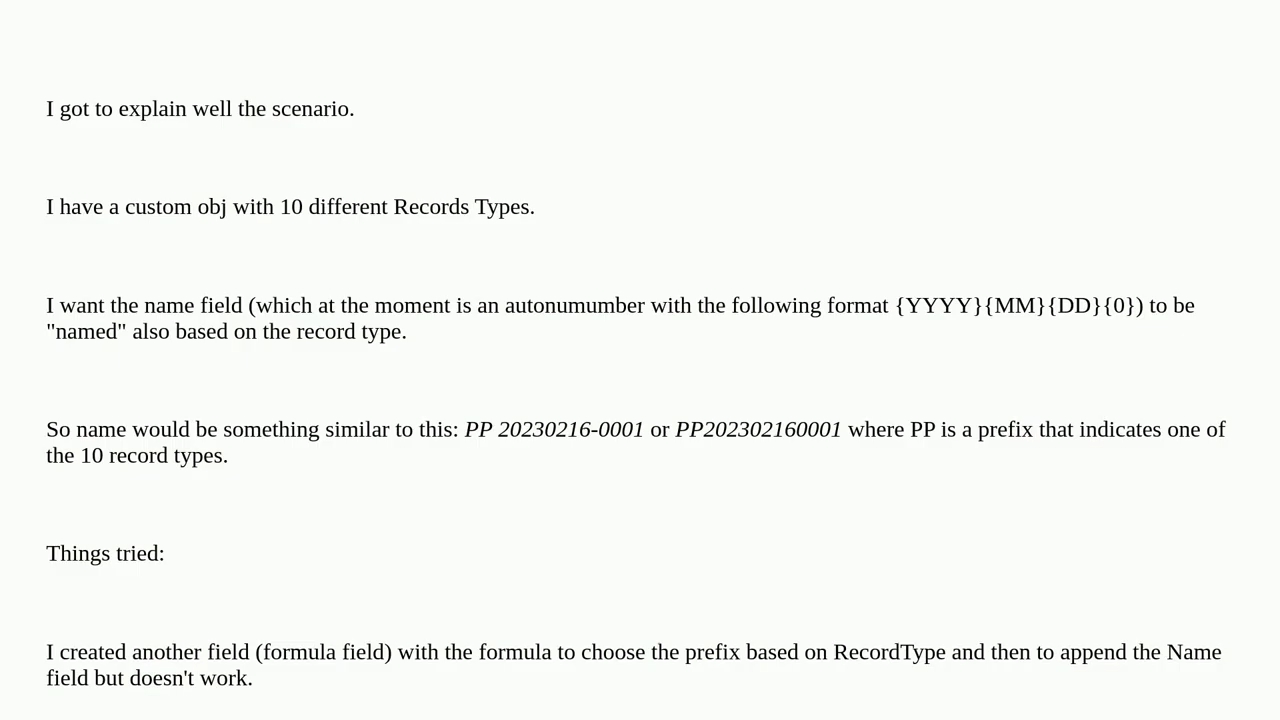 I got to explain well the scenario.
I have a custom obj with 10 different Records Types.
I want the name field (which at the moment is an autonumumber with the following format {YYYY}{MM}{DD}{0}) to be
"named" also based on the record type.
So name would be something similar to this: PP 20230216-0001 or PP202302160001 where PP is a prefix that indicates one of
the 10 record types.
Things tried:
I created another field (formula field) with the formula to choose the prefix based on RecordType and then to append the Name
field but doesn't work.